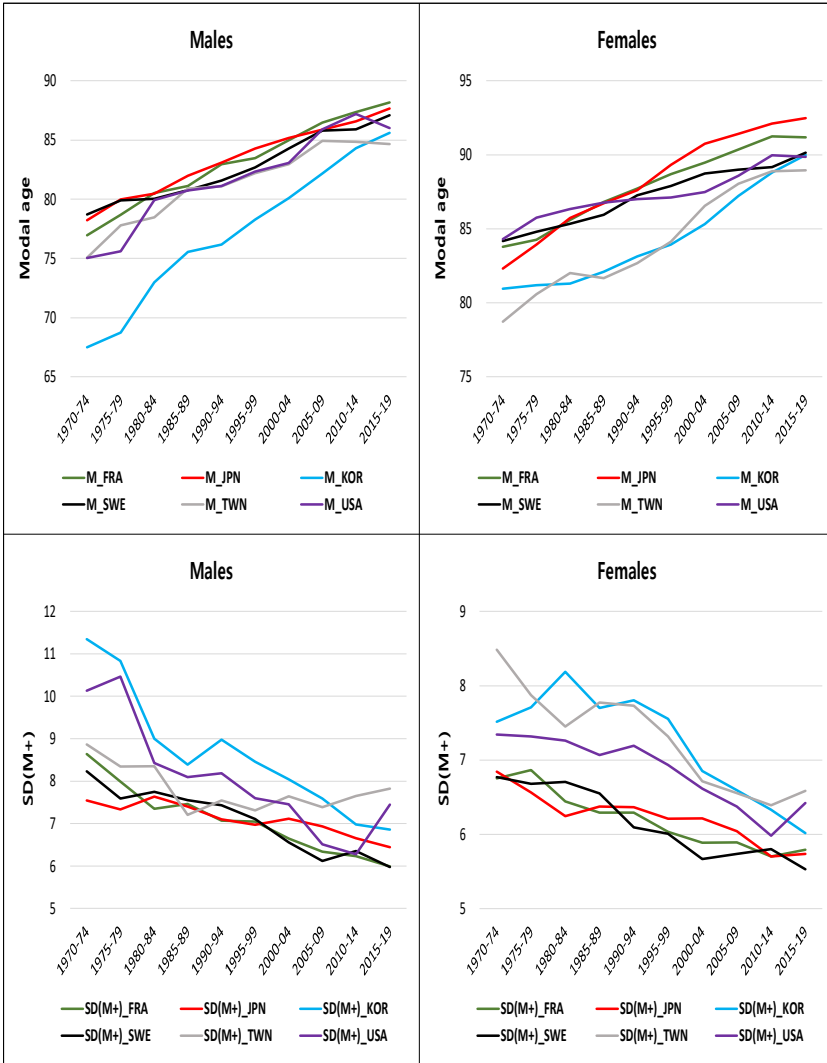 Males
Modal age
90
85
80
75
70
65
1970-74 1975-79 1980-84 1985-89 1990-94 1995-99 2000-04 2005-09 2010-14 2015-19
M_FRA M_JPN M_KOR
M_SWE M_TWN M_USA
Females
Modal age
95
90
85
80
75
1970-74 1975-79 1980-84 1985-89 1990-94 1995-99 2000-04 2005-09 2010-14 2015-19
M_FRA M_JPN M_KOR
M_SWE M_TWN M_USA
Males
SD(M+)
12
11
10
9
8
7
6
5
1970-74 1975-79 1980-84 1985-89 1990-94 1995-99 2000-04 2005-09 2010-14 2015-19
SD(M+)_FRA SD(M+)_JPN SD(M+)_KOR
SD(M+)_SWE SD(M+)_TWN SD(M+)_USA
Females
SD(M+)
9
8
7
6
5
1970-74 1975-79 1980-84 1985-89 1990-94 1995-99 2000-04 2005-09 2010-14 2015-19
SD(M+)_FRA SD(M+)_JPN SD(M+)_KOR
SD(M+)_SWE SD(M+)_TWN SD(M+)_USA